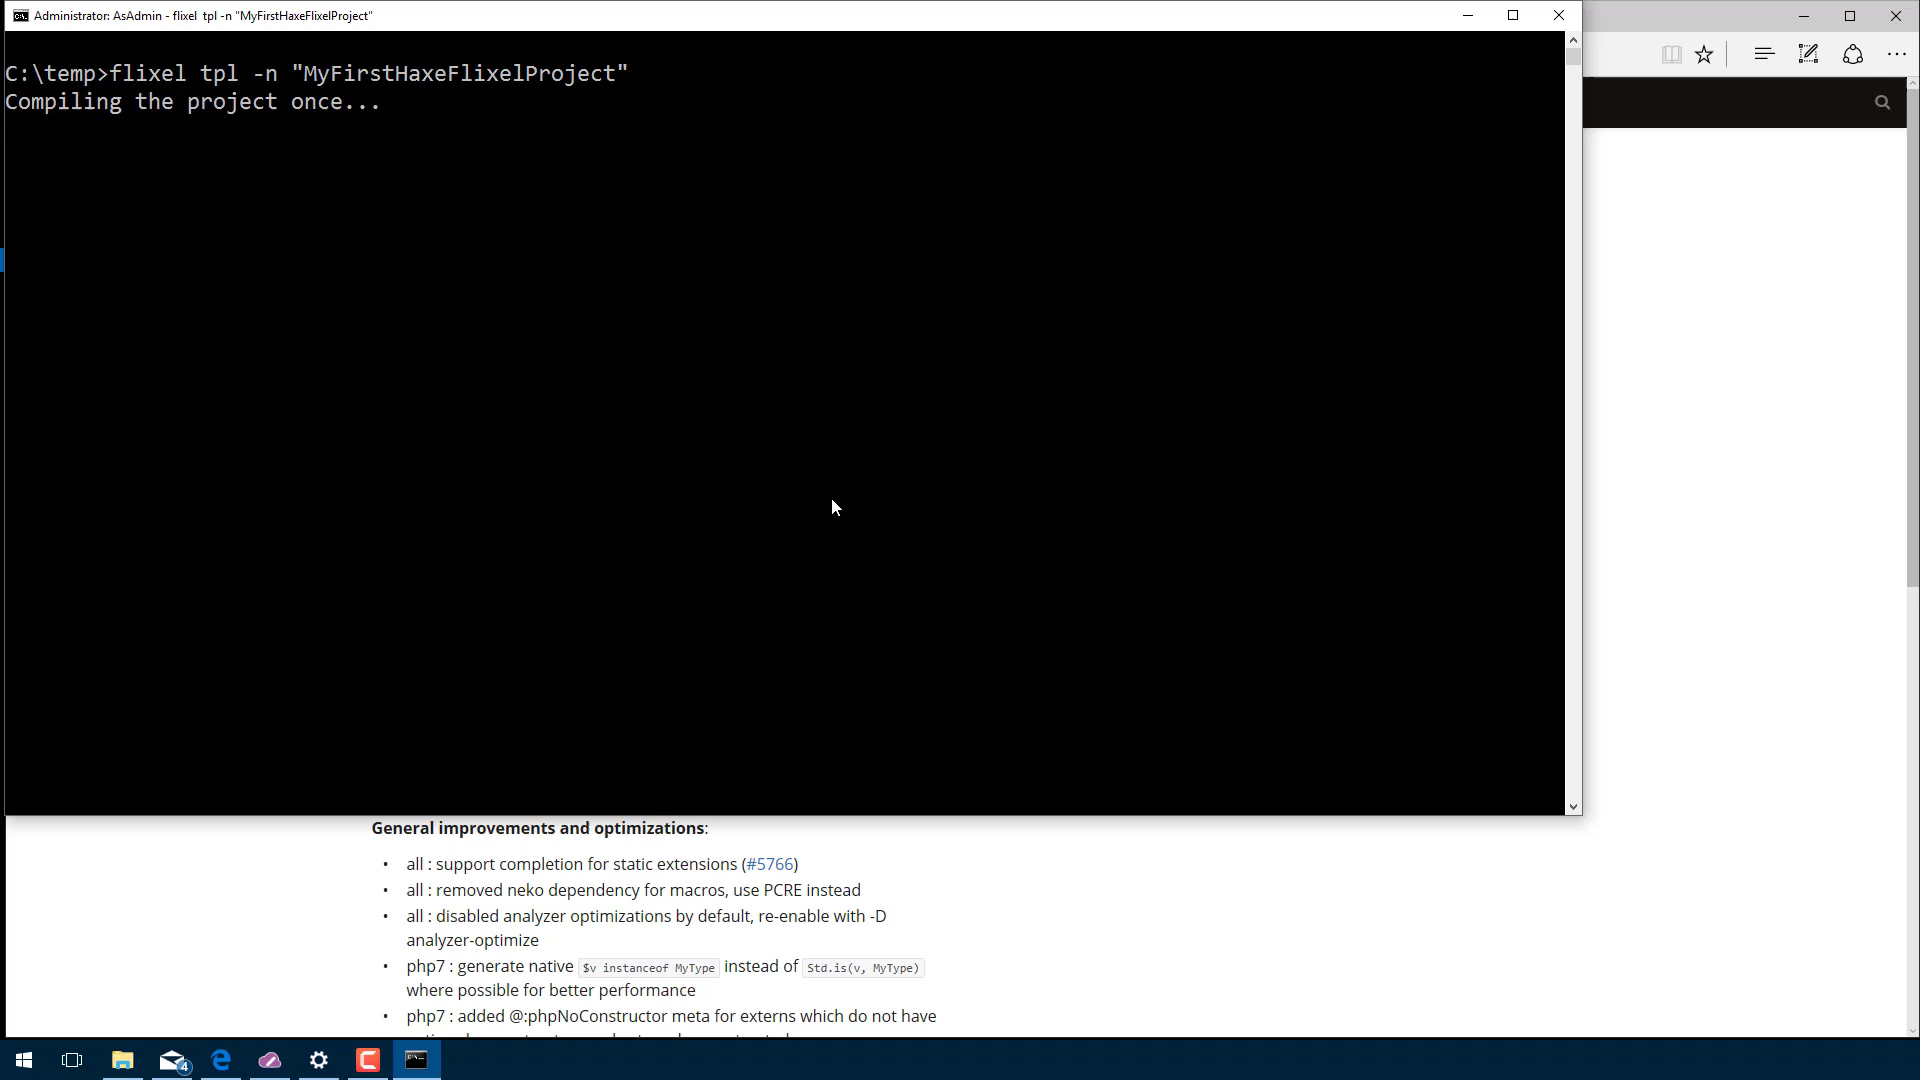 Administrator: AsAdmin - flixel  tpl -n "MyFirstHaxeFlixelProject"
C:\temp>flixel tpl -n "MyFirstHaxeFlixelProject"
Compiling the project once...
General improvements and optimizations:
• all : support completion for static extensions (#5766)
• all : removed neko dependency for macros, use PCRE instead
• all : disabled analyzer optimizations by default, re-enable with -D
analyzer-optimize
• php7 : generate native $v instanceof MyType instead of Std.is(v, MyType)
where possible for better performance
• php7 : added @:phpNoConstructor meta for externs which do not have
4